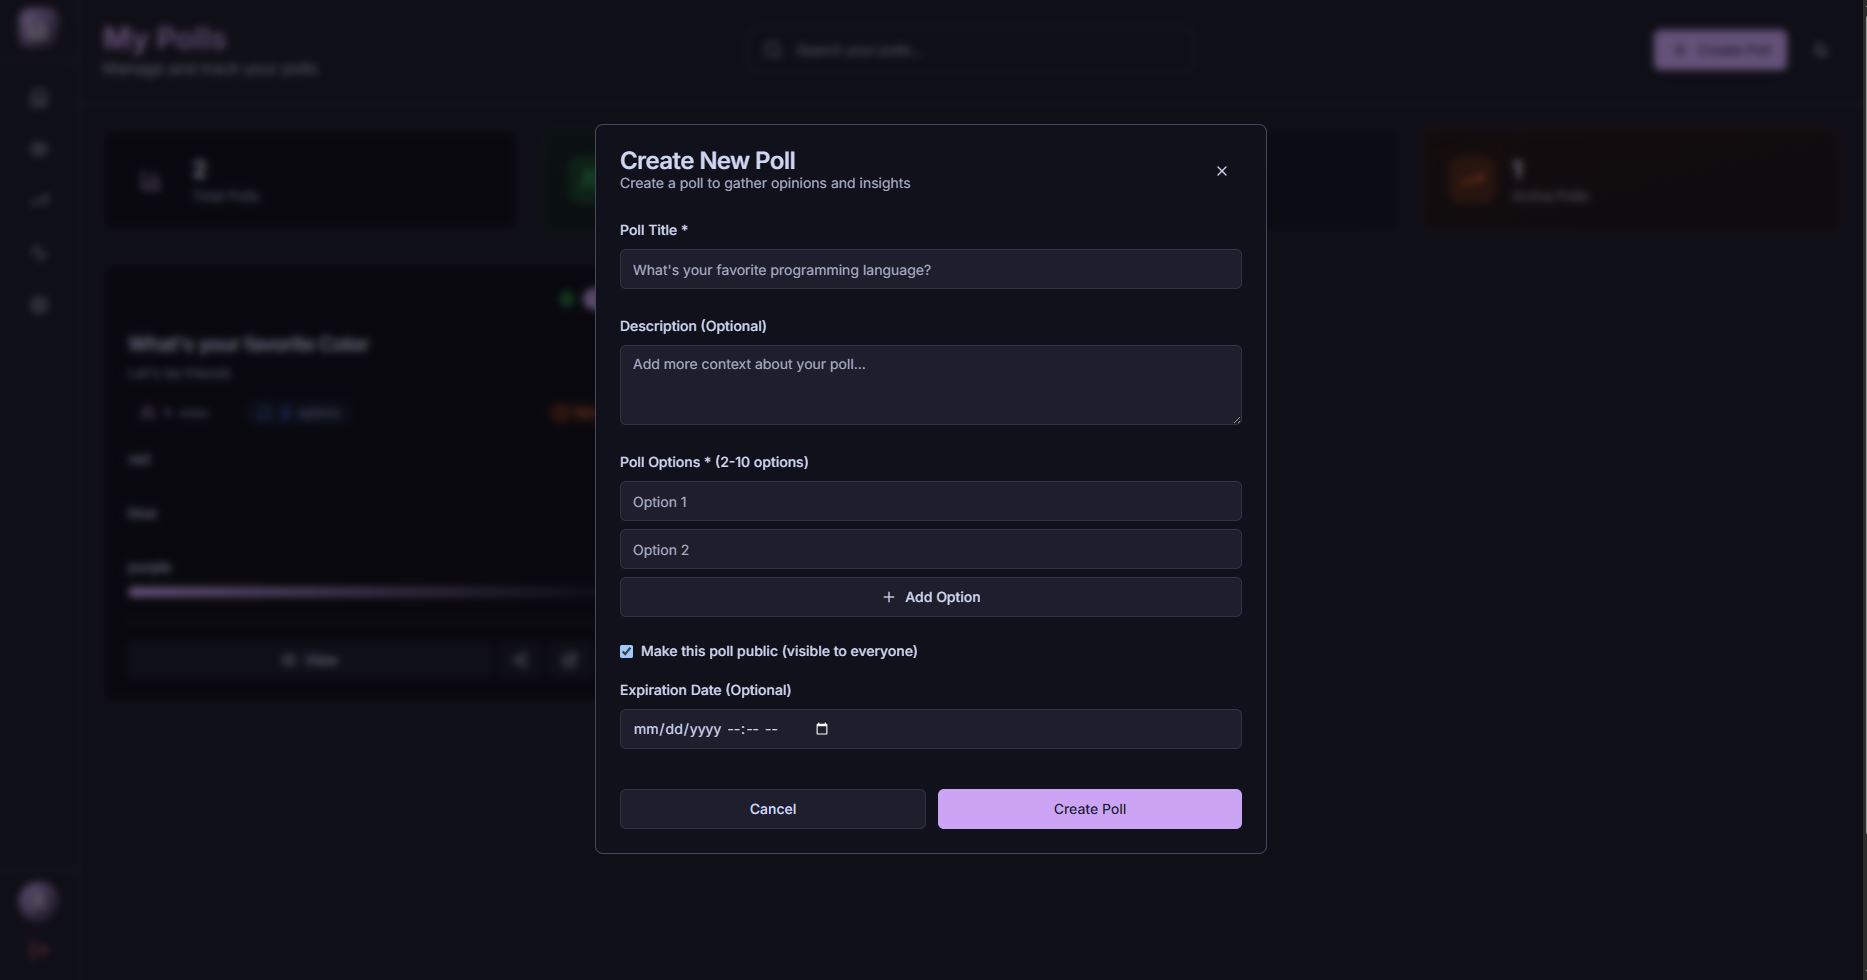 My Polls
Manage and track your polls
Search your polls...
Create Poll
2
Total Polls
1
Active Polls
What's your favorite Color
Let's be friends
votes
options
red
blue
purple
View
Create New Poll
Create a poll to gather opinions and insights
Poll Title *
What's your favorite programming language?
Description (Optional)
Add more context about your poll...
Poll Options * (2-10 options)
Option 1
Option 2
+ Add Option
Make this poll public (visible to everyone)
Expiration Date (Optional)
mm/dd/yyyy --:-- --
Cancel
Create Poll